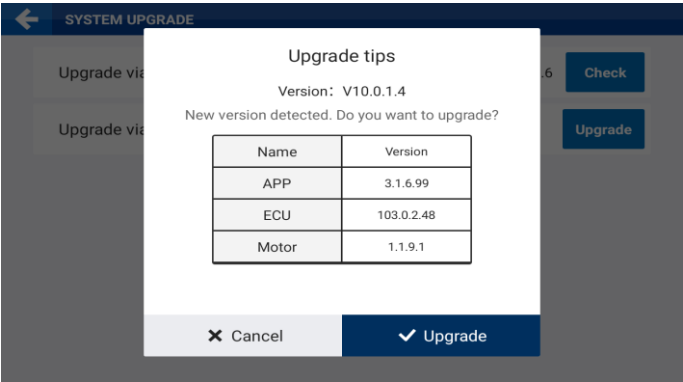 SYSTEM UPGRADE
Upgrade tips
Upgrade via
.6 Check
Version: V10.0.1.4
New version detected. Do you want to upgrade?
Upgrade via
Upgrade
Name Version
APP 3.1.6.99
ECU 103.0.2.48
Motor 1.1.9.1
Cancel Upgrade